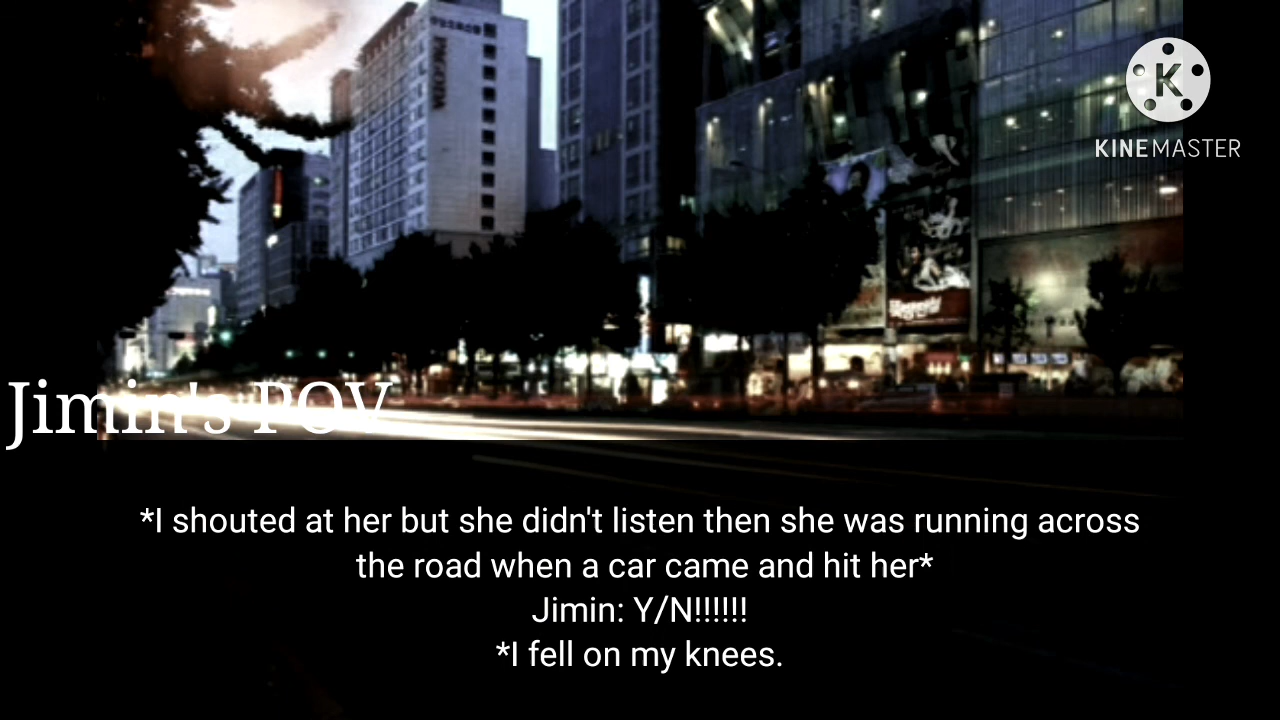 KINEMASTER
Jimin's POV
*I shouted at her but she didn't listen then she was running across
the road when a car came and hit her*
Jimin: Y/N!!!!!!
*I fell on my knees.